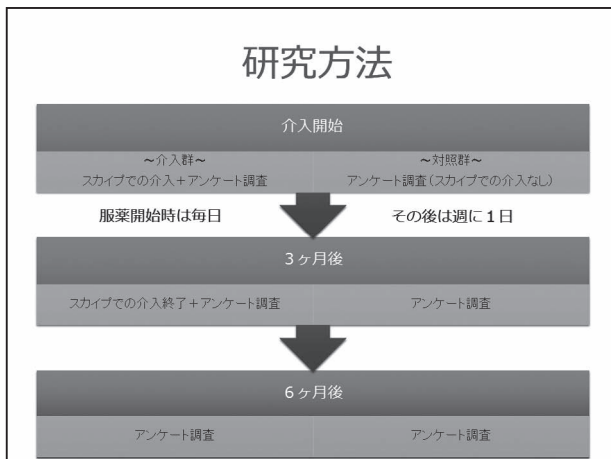 研究方法
介入開始
～介入群～
スカイプでの介入＋アンケート調査
～対照群～
アンケート調査(スカイプでの介入なし)
服薬開始時は毎日
その後は週に1日
3ヶ月後
スカイプでの介入終了＋アンケート調査
アンケート調査
6ヶ月後
アンケート調査
アンケート調査